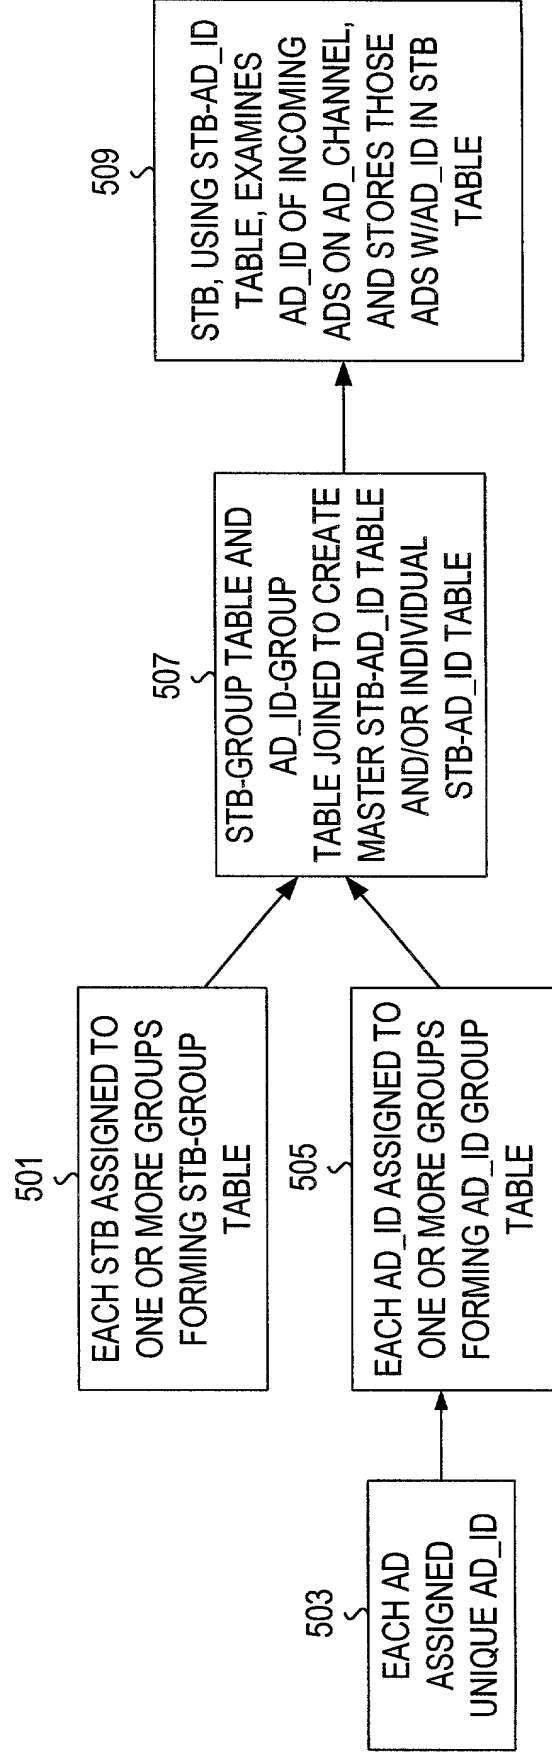 501
EACH STB ASSIGNED TO
ONE OR MORE GROUPS
FORMING STB-GROUP
TABLE
503
EACH AD
ASSIGNED
UNIQUE AD_ID
505
EACH AD_ID ASSIGNED TO
ONE OR MORE GROUPS
FORMING AD_ID GROUP
TABLE
507
STB-GROUP TABLE AND
AD_ID-GROUP
TABLE JOINED TO CREATE
MASTER STB-AD_ID TABLE
AND/OR INDIVIDUAL
STB-AD_ID TABLE
509
STB, USING STB-AD_ID
TABLE, EXAMINES
AD_ID OF INCOMING
ADS ON AD_CHANNEL,
AND STORES THOSE
ADS W/AD_ID IN STB
TABLE